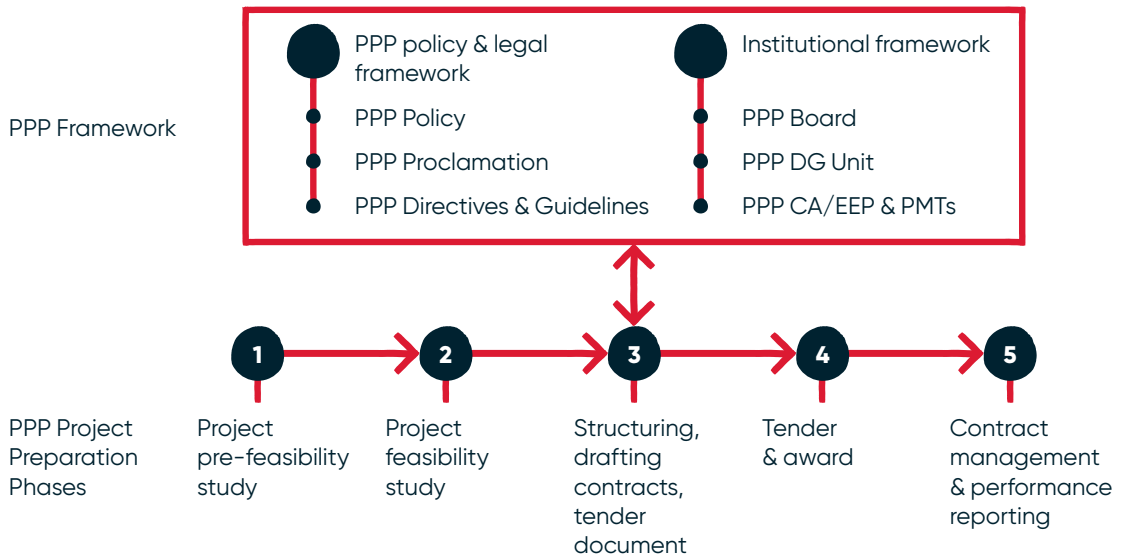 PPP Framework
PPP policy & legal
framework
PPP Policy
PPP Proclamation
PPP Directives & Guidelines
Institutional framework
PPP Board
PPP DG Unit
PPP CA/EEP & PMTs
1
2
3
4
5
PPP Project
Preparation
Phases
Project
pre-feasibility
study
Project
feasibility
study
Structuring,
drafting
contracts,
tender
document
Tender
& award
Contract
management
& performance
reporting